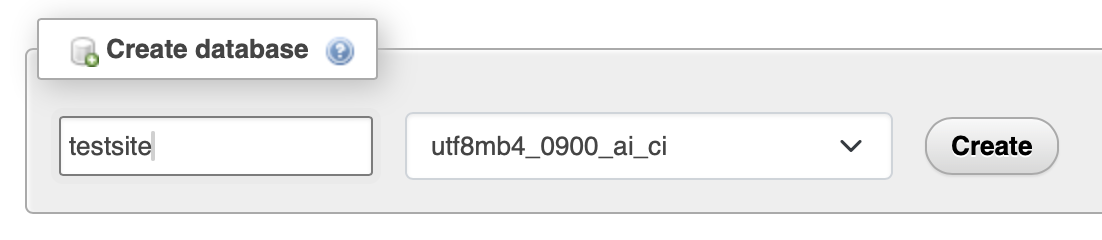 Create database
testsite
utf8mb4_0900_ai_ci
Create